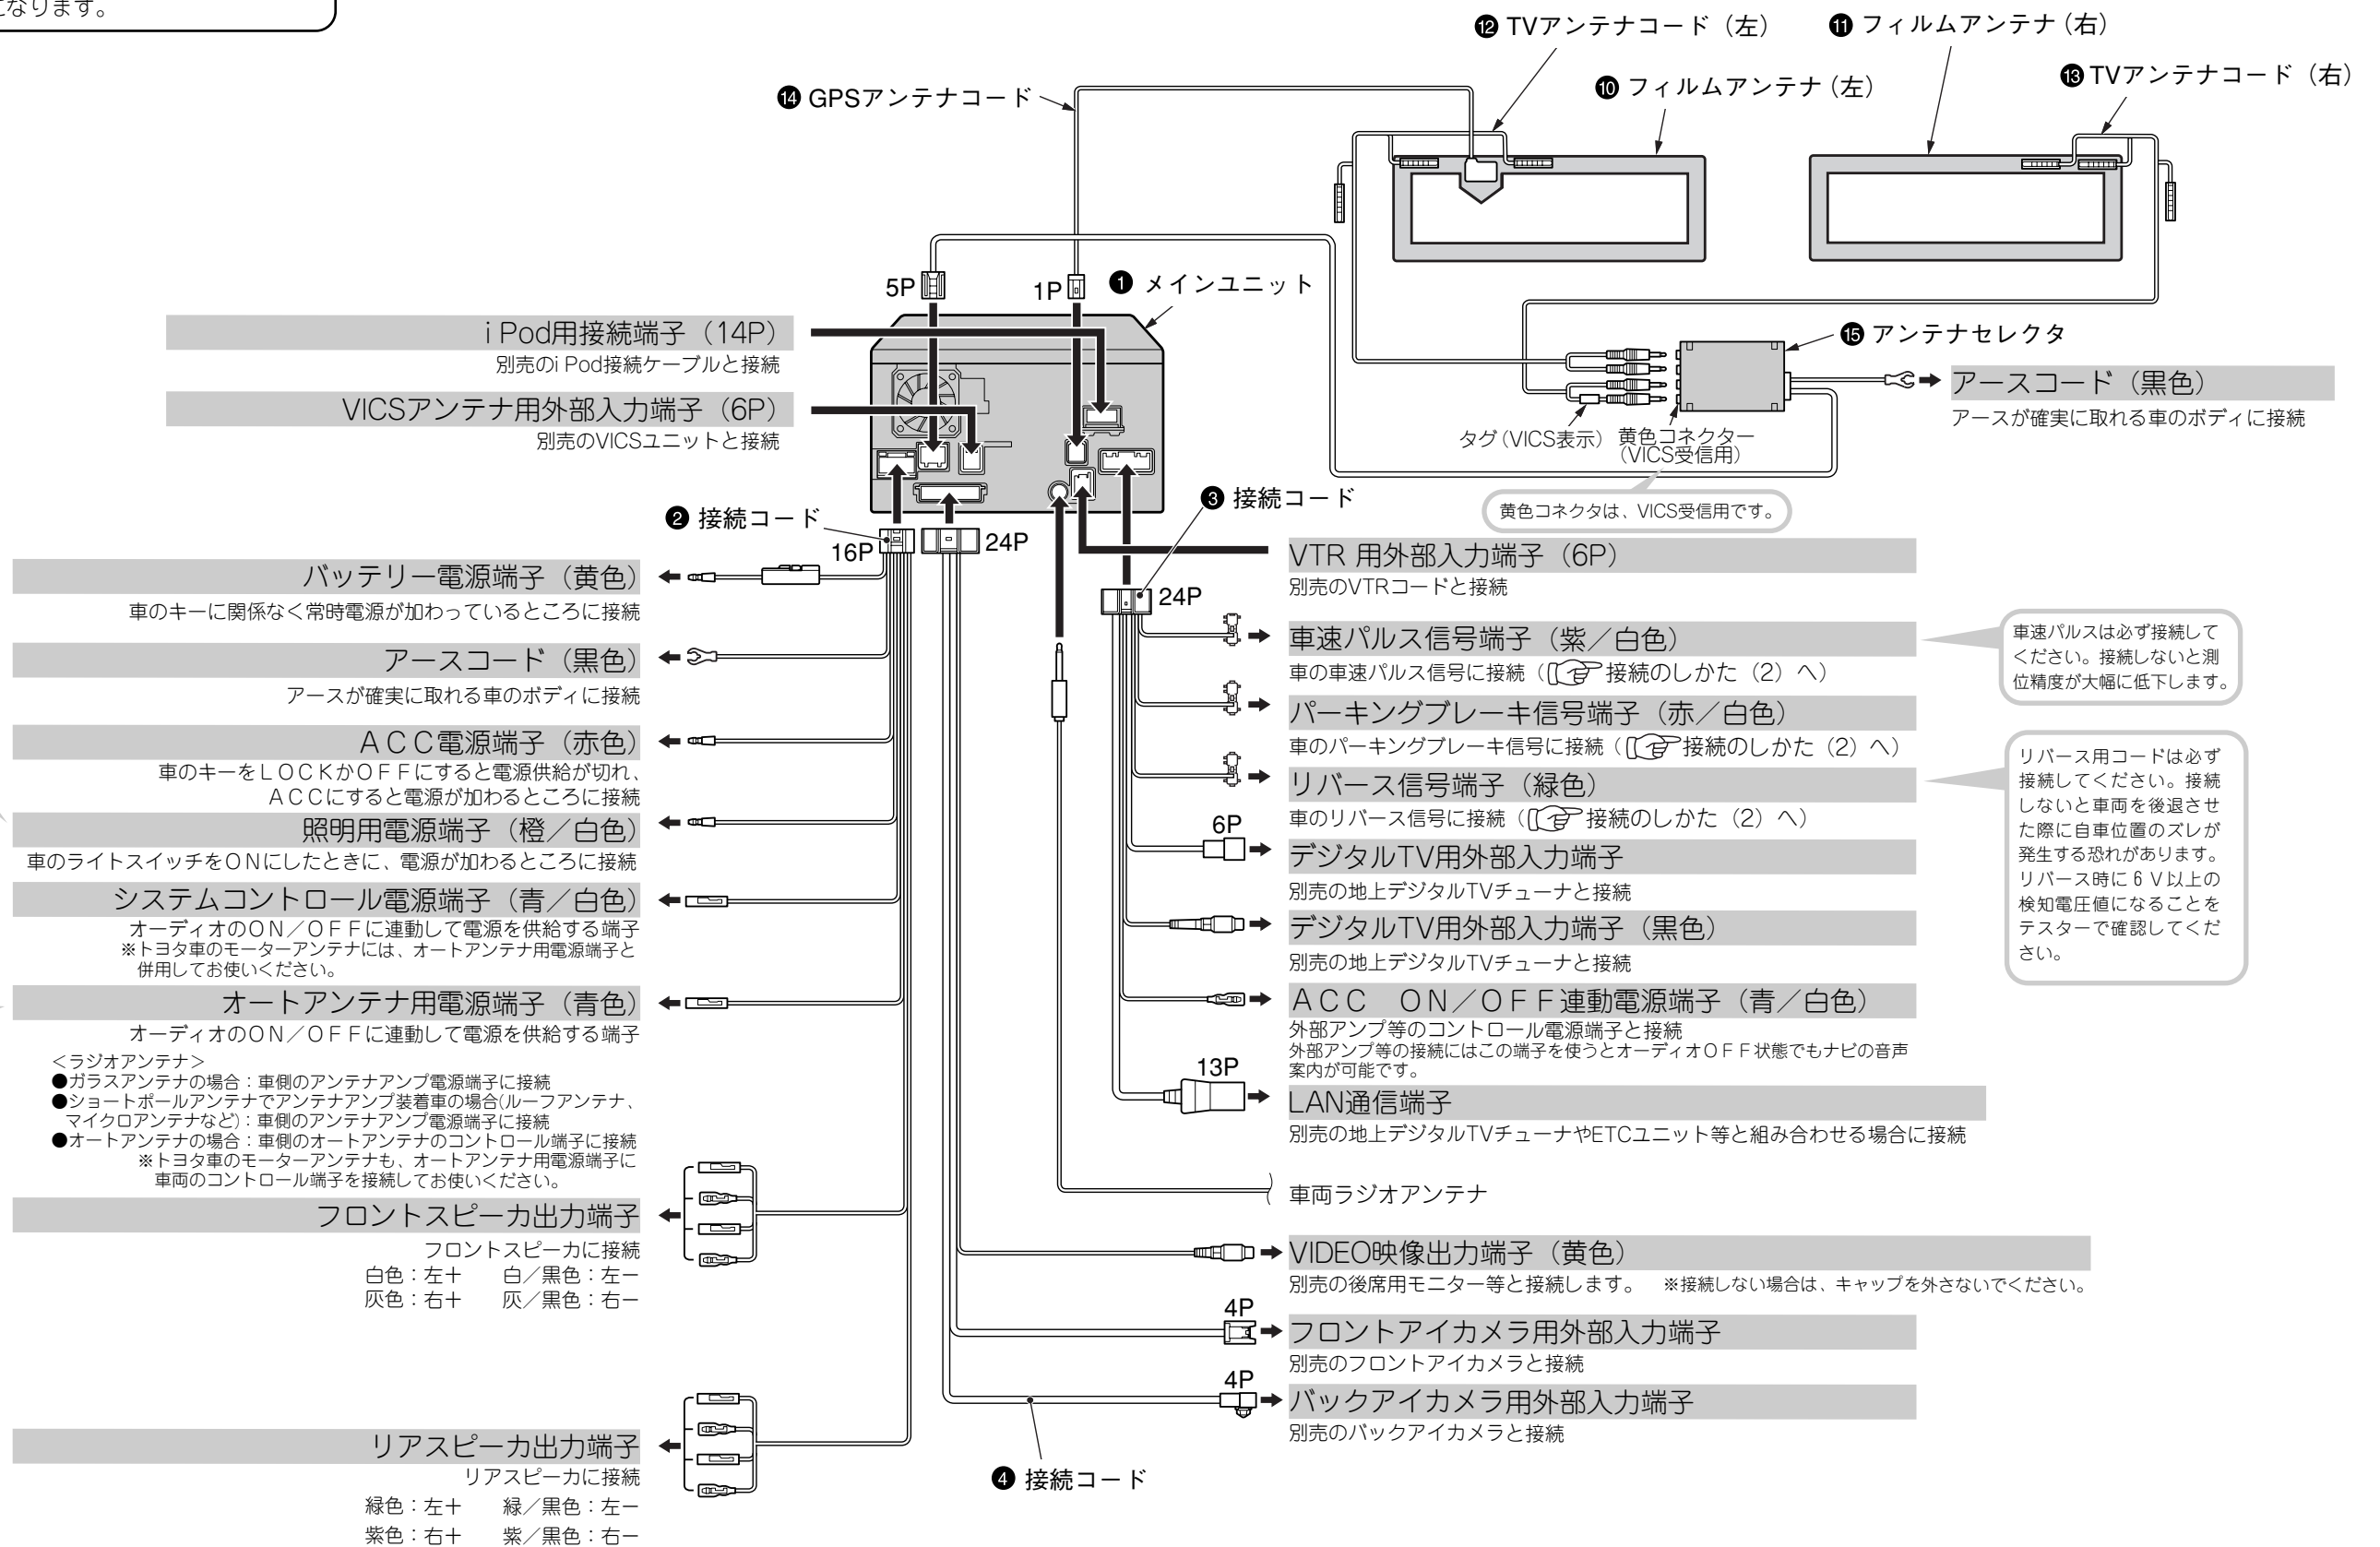 になります。
⓬ TVアンテナコード（左）
⓫ フィルムアンテナ（右）
⓮ GPSアンテナコード
❿ フィルムアンテナ（左）
⓭ TVアンテナコード（右）
5P
1P
❶ メインユニット
i Pod用接続端子（14P）
別売のi Pod接続ケーブルと接続
VICSアンテナ用外部入力端子（6P）
別売のVICSユニットと接続
⓯ アンテナセレクタ
アースコード（黒色）
アースが確実に取れる車のボディに接続
タグ（VICS表示）
黄色コネクター
（VICS受信用）
黄色コネクタは、VICS受信用です。
❷ 接続コード
16P
24P
❸ 接続コード
24P
バッテリー電源端子（黄色）
車のキーに関係なく常時電源が加わっているところに接続
アースコード（黒色）
アースが確実に取れる車のボディに接続
ＡＣＣ電源端子（赤色）
車のキーをＬＯＣＫかＯＦＦにすると電源供給が切れ、
ＡＣＣにすると電源が加わるところに接続
照明用電源端子（橙／白色）
車のライトスイッチをＯＮにしたときに、電源が加わるところに接続
システムコントロール電源端子（青／白色）
オーディオのＯＮ／ＯＦＦに連動して電源を供給する端子
※トヨタ車のモーターアンテナには、オートアンテナ用電源端子と
併用してお使いください。
オートアンテナ用電源端子（青色）
オーディオのＯＮ／ＯＦＦに連動して電源を供給する端子
＜ラジオアンテナ＞
●ガラスアンテナの場合：車側のアンテナアンプ電源端子に接続
●ショートポールアンテナでアンテナアンプ装着車の場合(ルーフアンテナ、
マイクロアンテナなど)：車側のアンテナアンプ電源端子に接続
●オートアンテナの場合：車側のオートアンテナのコントロール端子に接続
※トヨタ車のモーターアンテナも、オートアンテナ用電源端子に
車両のコントロール端子を接続してお使いください。
フロントスピーカ出力端子
フロントスピーカに接続
白色：左＋　白／黒色：左－
灰色：右＋　灰／黒色：右－
リアスピーカ出力端子
リアスピーカに接続
緑色：左＋　緑／黒色：左－
紫色：右＋　紫／黒色：右－
VTR 用外部入力端子（6P）
別売のVTRコードと接続
車速パルス信号端子（紫／白色）
車の車速パルス信号に接続（☞接続のしかた（2）へ）
車速パルスは必ず接続して
ください。接続しないと測
位精度が大幅に低下します。
パーキングブレーキ信号端子（赤／白色）
車のパーキングブレーキ信号に接続（☞接続のしかた（2）へ）
リバース信号端子（緑色）
車のリバース信号に接続（☞接続のしかた（2）へ）
リバース用コードは必ず
接続してください。接続
しないと車両を後退させ
た際に自車位置のズレが
発生する恐れがあります。
リバース時に６Ｖ以上の
検知電圧値になることを
テスターで確認してくだ
さい。
6P
デジタルTV用外部入力端子
別売の地上デジタルTVチューナと接続
デジタルTV用外部入力端子（黒色）
別売の地上デジタルTVチューナと接続
ＡＣＣ　ＯＮ／ＯＦＦ連動電源端子（青／白色）
外部アンプ等のコントロール電源端子と接続
外部アンプ等の接続にはこの端子を使うとオーディオＯＦＦ状態でもナビの音声
案内が可能です。
13P
LAN通信端子
別売の地上デジタルTVチューナやETCユニット等と組み合わせる場合に接続
車両ラジオアンテナ
VIDEO映像出力端子（黄色）
別売の後席用モニター等と接続します。　※接続しない場合は、キャップを外さないでください。
4P
フロントアイカメラ用外部入力端子
別売のフロントアイカメラと接続
4P
バックアイカメラ用外部入力端子
別売のバックアイカメラと接続
❹ 接続コード